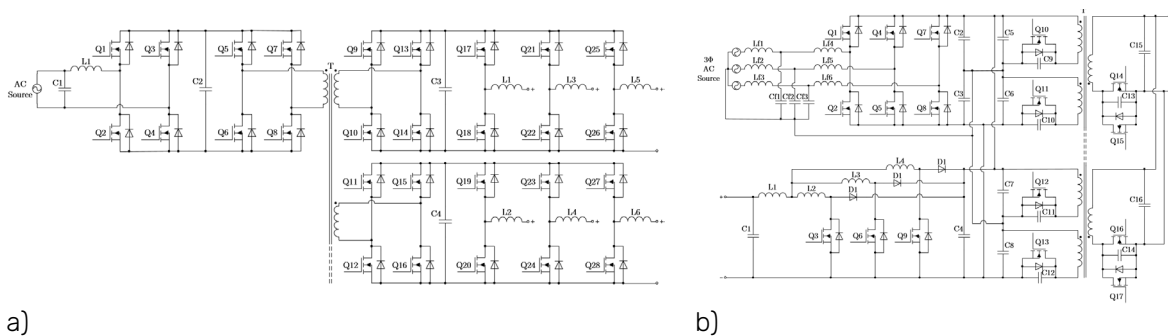 Q1 Q3 Q5 Q7 Q9 Q13 Q17 Q21 Q25
L1 T
C1 C2 C3 L1 L3 L5
AC
Source
Q2 Q4 Q6 Q8 Q10 Q14 Q18 Q22 Q26
Q11 Q15 Q19 Q23 Q27
C4 L2 L4 L6
Q12 Q16 Q20 Q24 Q28
a)
Q1 Q4 Q7 C2 C5 Q10
C9
Lf1 Lf4
3Φ
AC Lf2 Lf5
Source
Lf3 Lf6
Cf1 Cf2 Cf3
Q2 Q5 Q8 C3 C6 Q11
C10
C15
Q14
C13
Q15
L4 D1
L3 D1
L1 L2 D1
C7 Q12
C11
C1 Q3 Q6 Q9 C4
C8 Q13
C12
C16
Q16
C14
Q17
b)